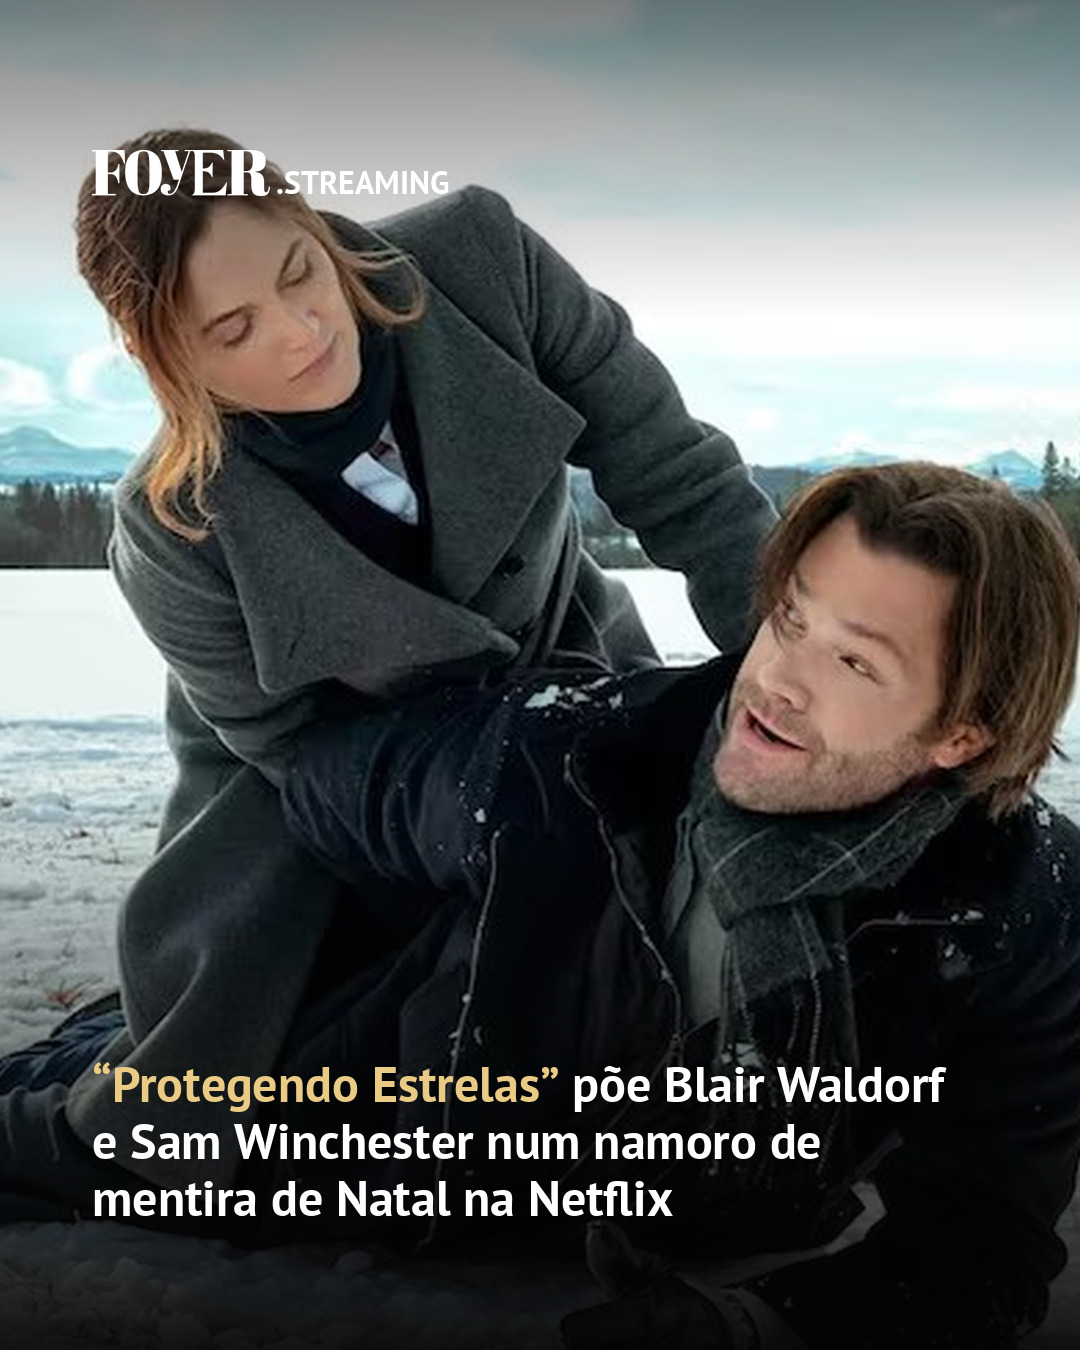 FOYER.STREAMING
“Protegendo Estrelas” põe Blair Waldorf
e Sam Winchester num namoro de
mentira de Natal na Netflix